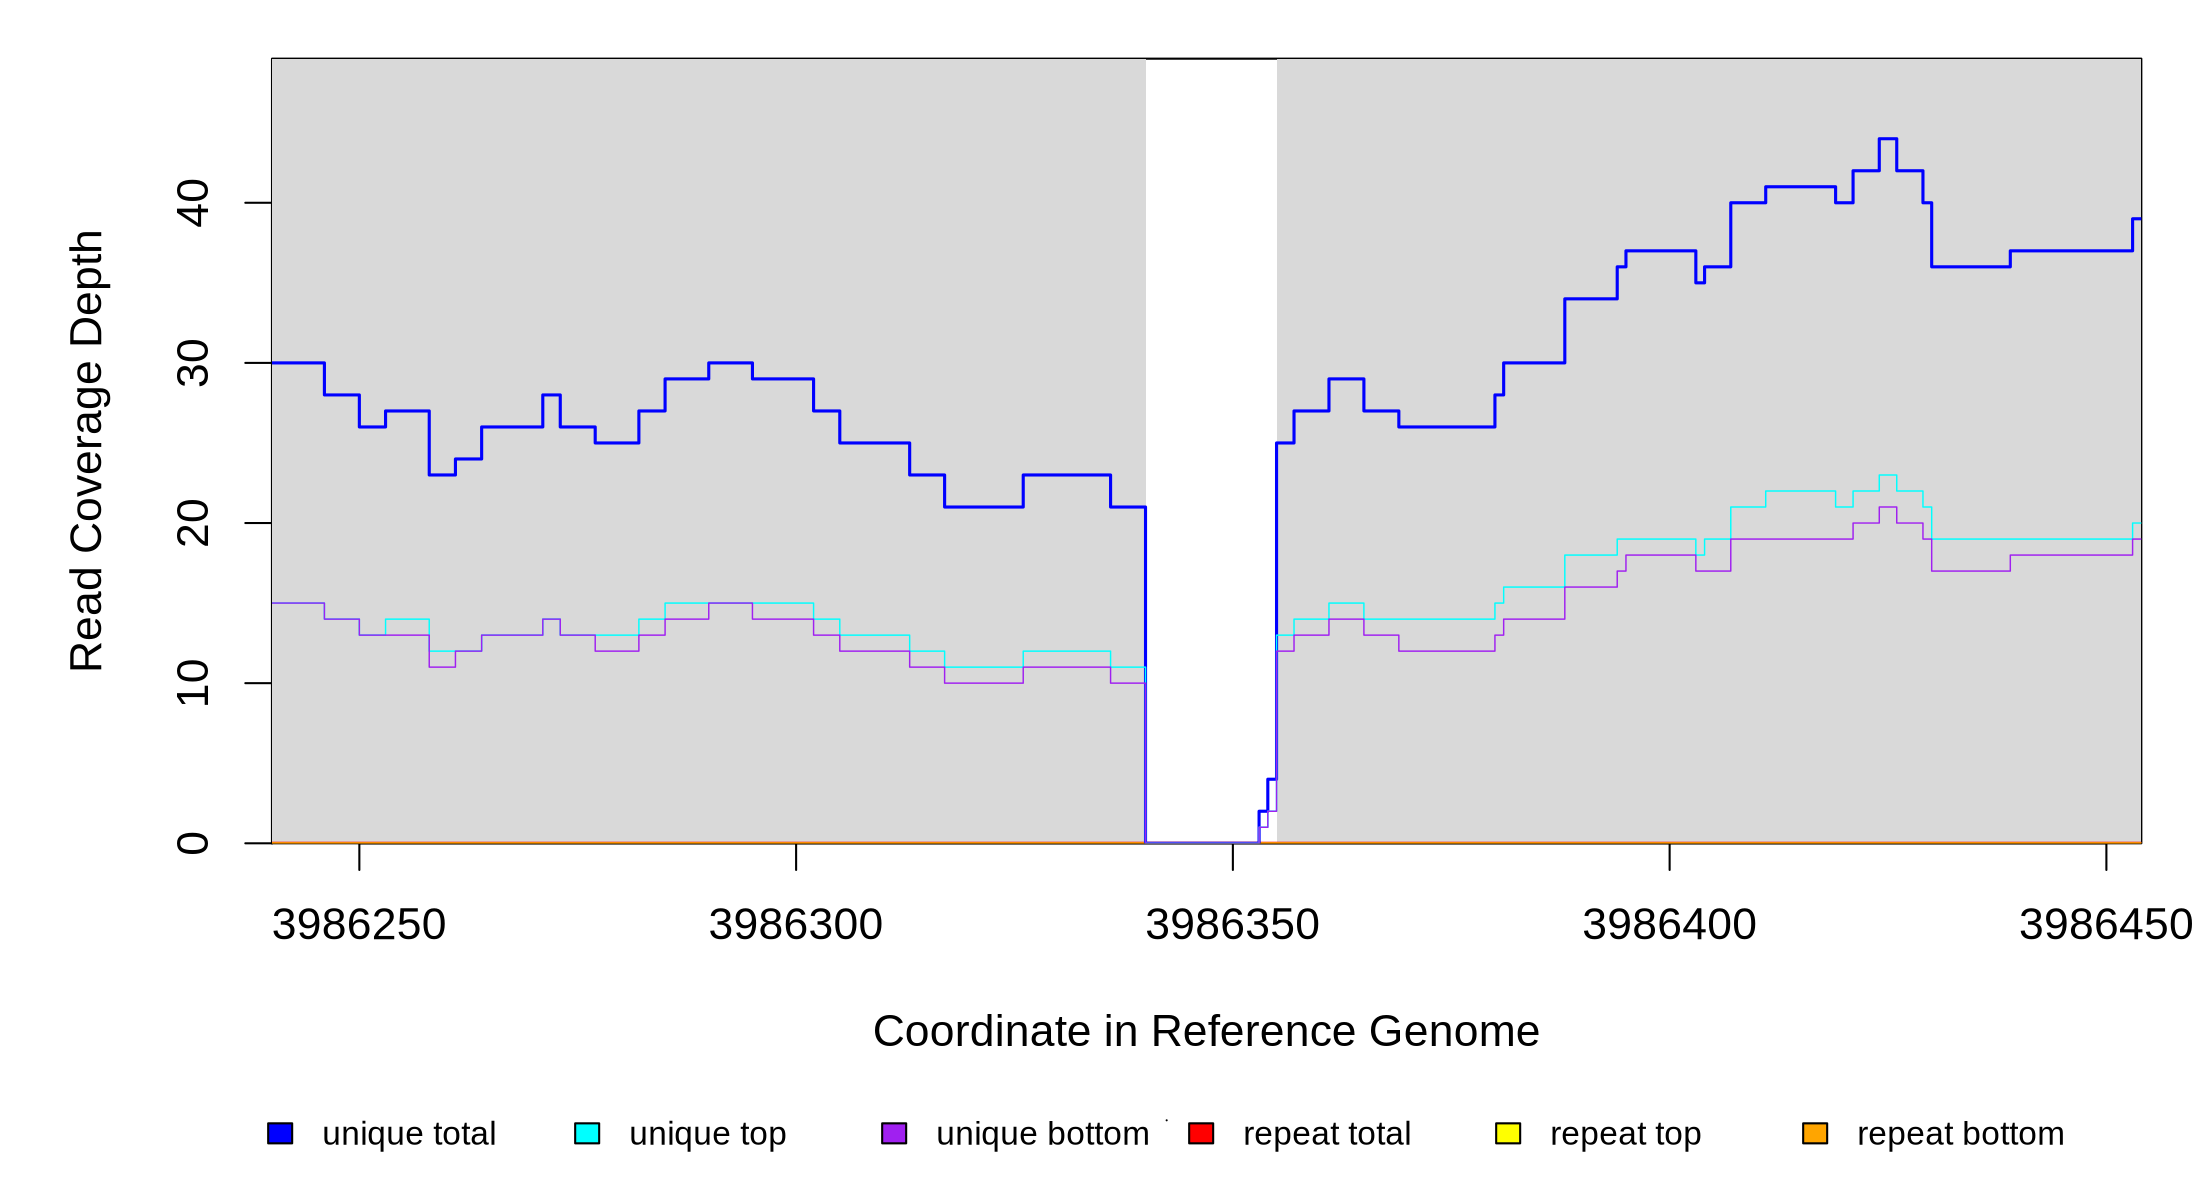 Read Coverage Depth
40
30
20
10
0
3986250 3986300 3986350 3986400 3986450
Coordinate in Reference Genome
unique total unique top unique bottom repeat total repeat top repeat bottom